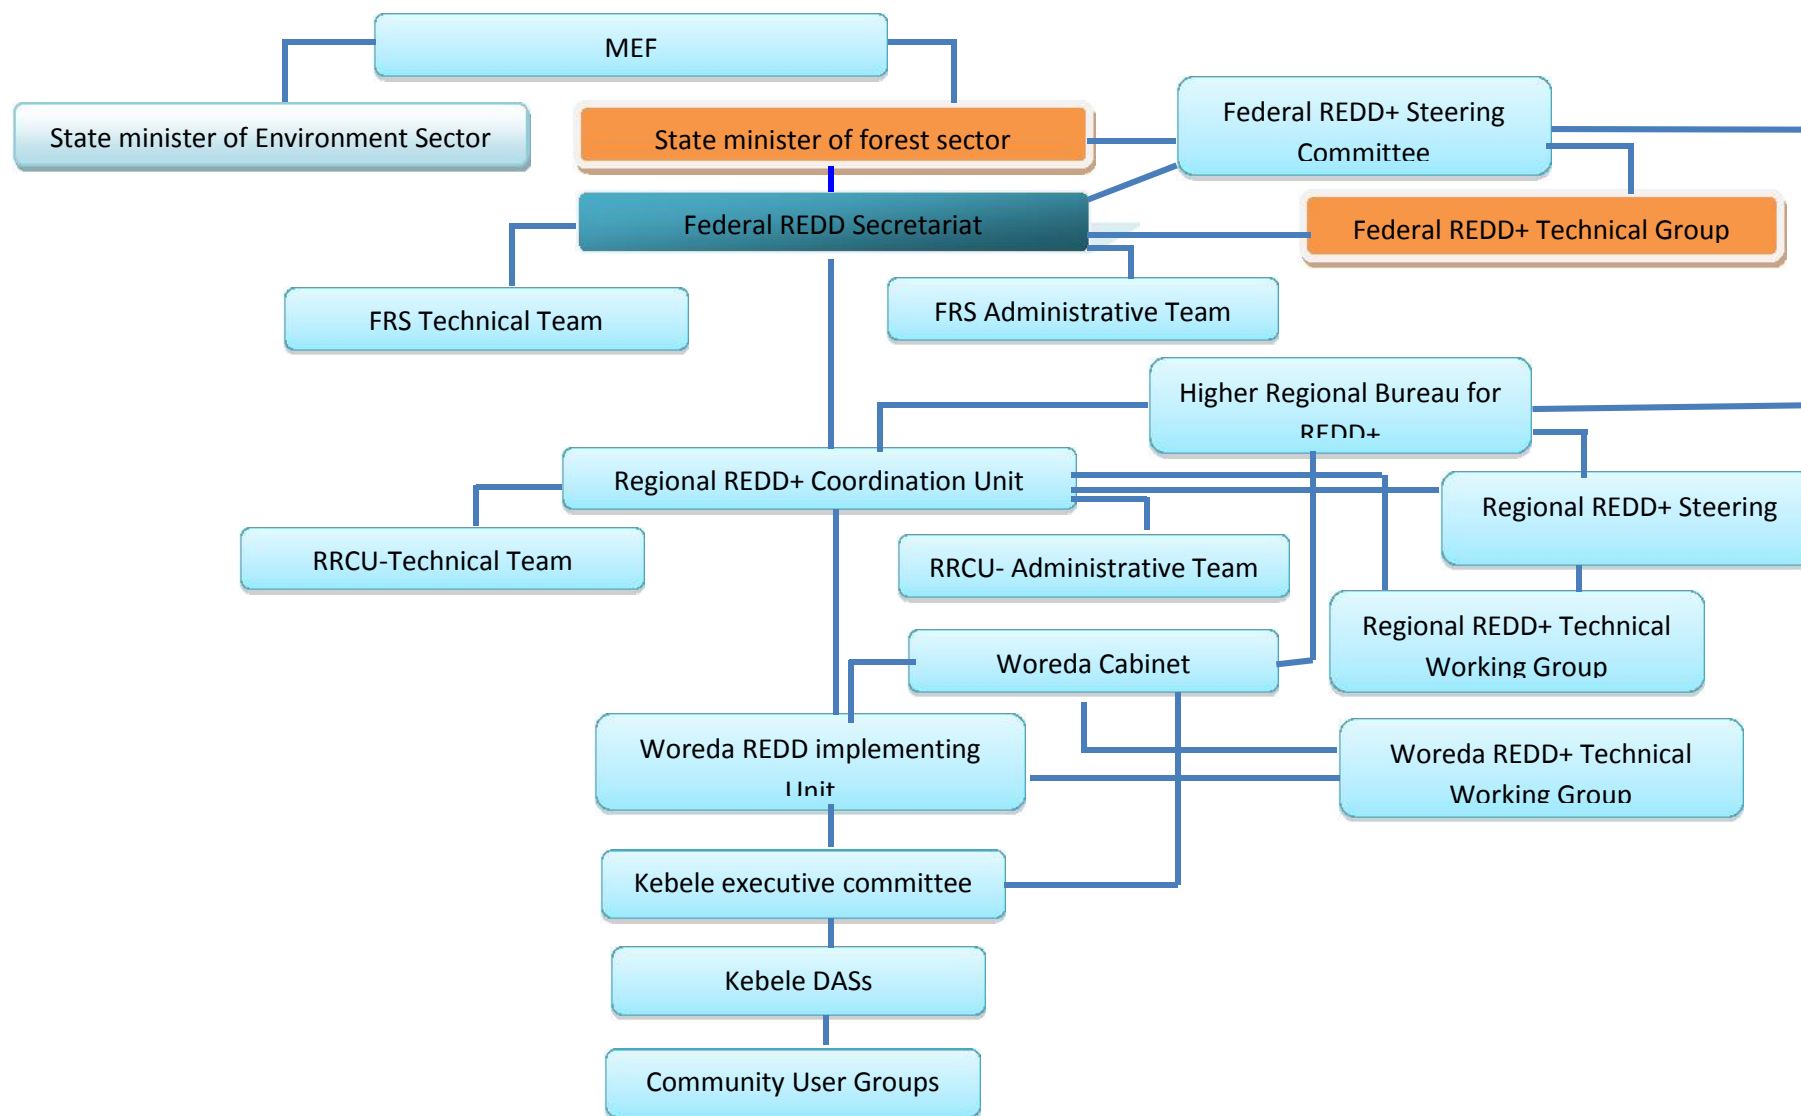 MEF
State minister of Environment Sector
State minister of forest sector
Federal REDD+ Steering
Committee
Federal REDD Secretariat
Federal REDD+ Technical Group
FRS Technical Team
FRS Administrative Team
Higher Regional Bureau for
REDD+
Regional REDD+ Coordination Unit
Regional REDD+ Steering
RRCU-Technical Team
RRCU- Administrative Team
Regional REDD+ Technical
Working Group
Woreda Cabinet
Woreda REDD implementing
Unit
Woreda REDD+ Technical
Working Group
Kebele executive committee
Kebele DASs
Community User Groups